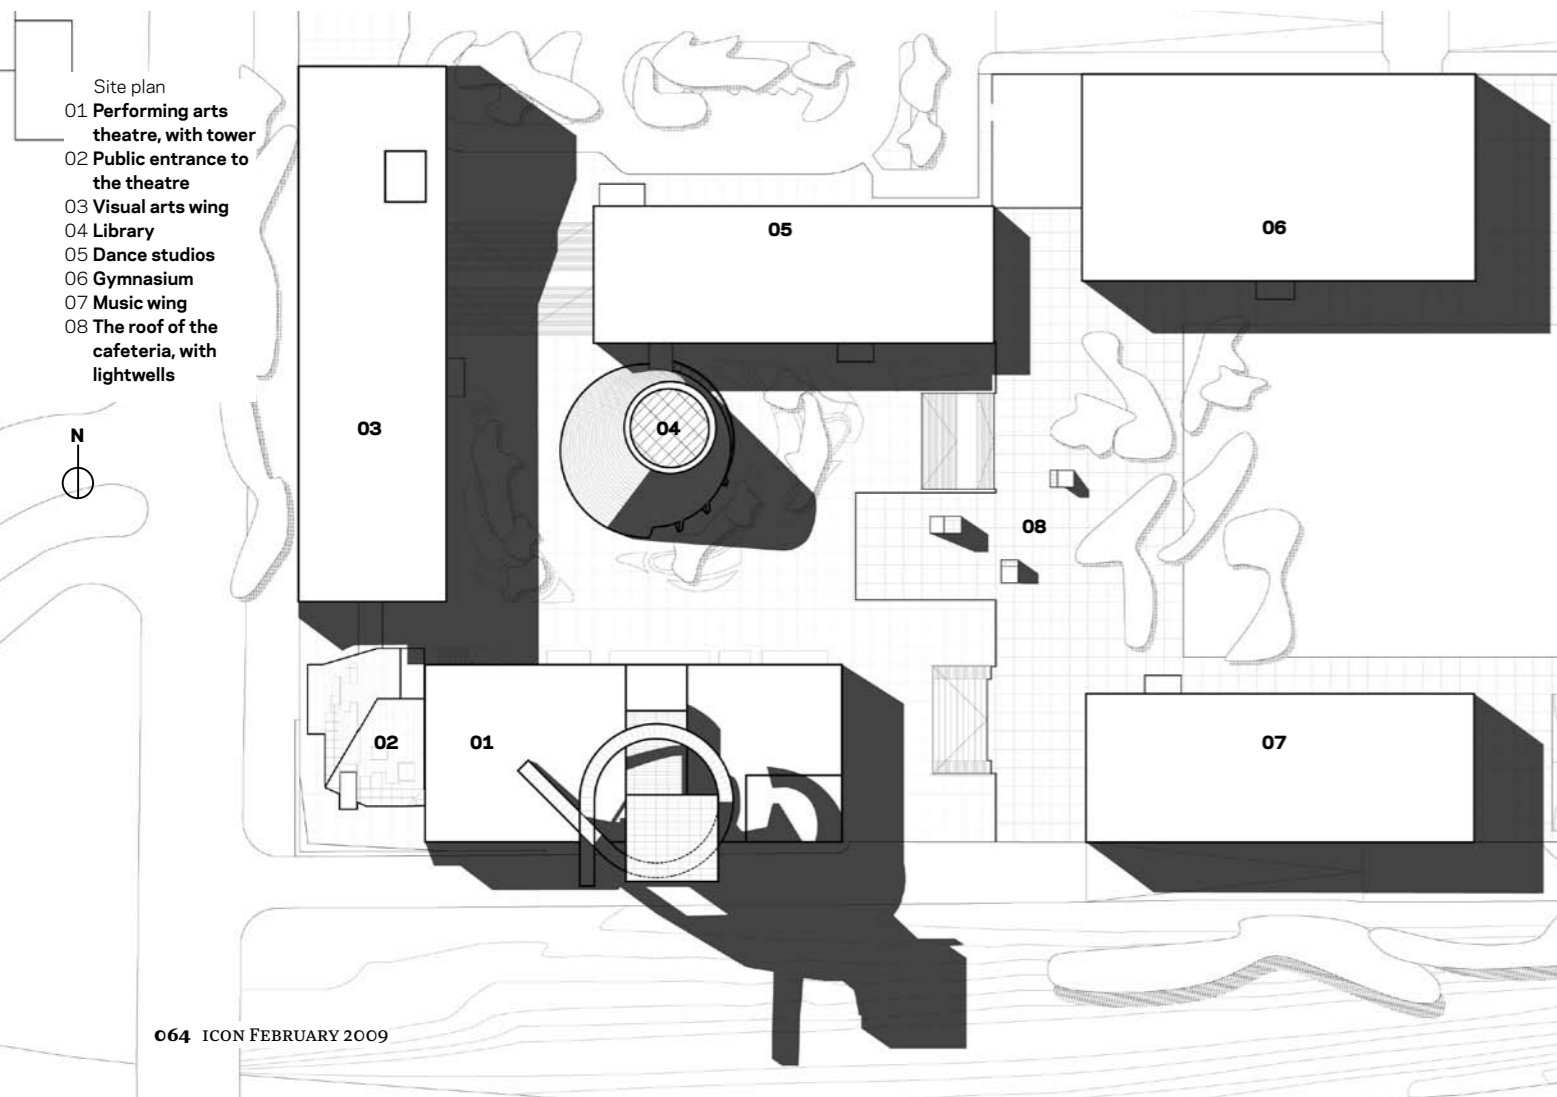 Site plan
01 Performing arts
theatre, with tower
02 Public entrance to
the theatre
03 Visual arts wing
04 Library
05 Dance studios
06 Gymnasium
07 Music wing
08 The roof of the
cafeteria, with
lightwells
05
06
03
04
N
08
02
01
07
064 ICON FEBRUARY 2009